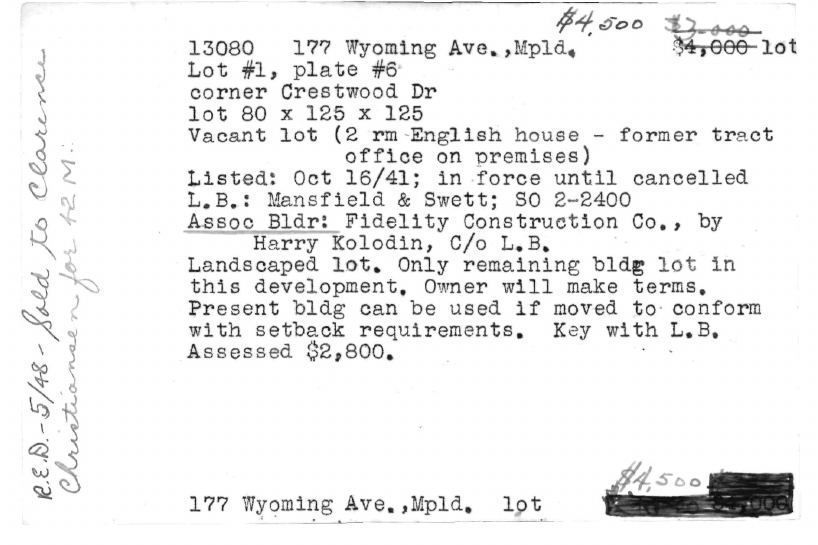 $4,500 $3,000
13080 177 Wyoming Ave.,Mpld. $4,000 lot
Lot #1, plate #6
corner Crestwood Dr
lot 80 x 125 x 125
Vacant lot (2 rm English house - former tract
office on premises)
Listed: Oct 16/41; in force until cancelled
L.B.: Mansfield & Swett; SO 2-2400
Assoc Bldr: Fidelity Construction Co., by
Harry Kolodin, C/o L.B.
Landscaped lot. Only remaining bldg lot in
this development. Owner will make terms.
Present bldg can be used if moved to conform
with setback requirements. Key with L.B.
Assessed $2,800.
$4,500
177 Wyoming Ave.,Mpld. lot
R.E.D. - 5/48 - Sold to Clarence
Christiansen for 42 M.